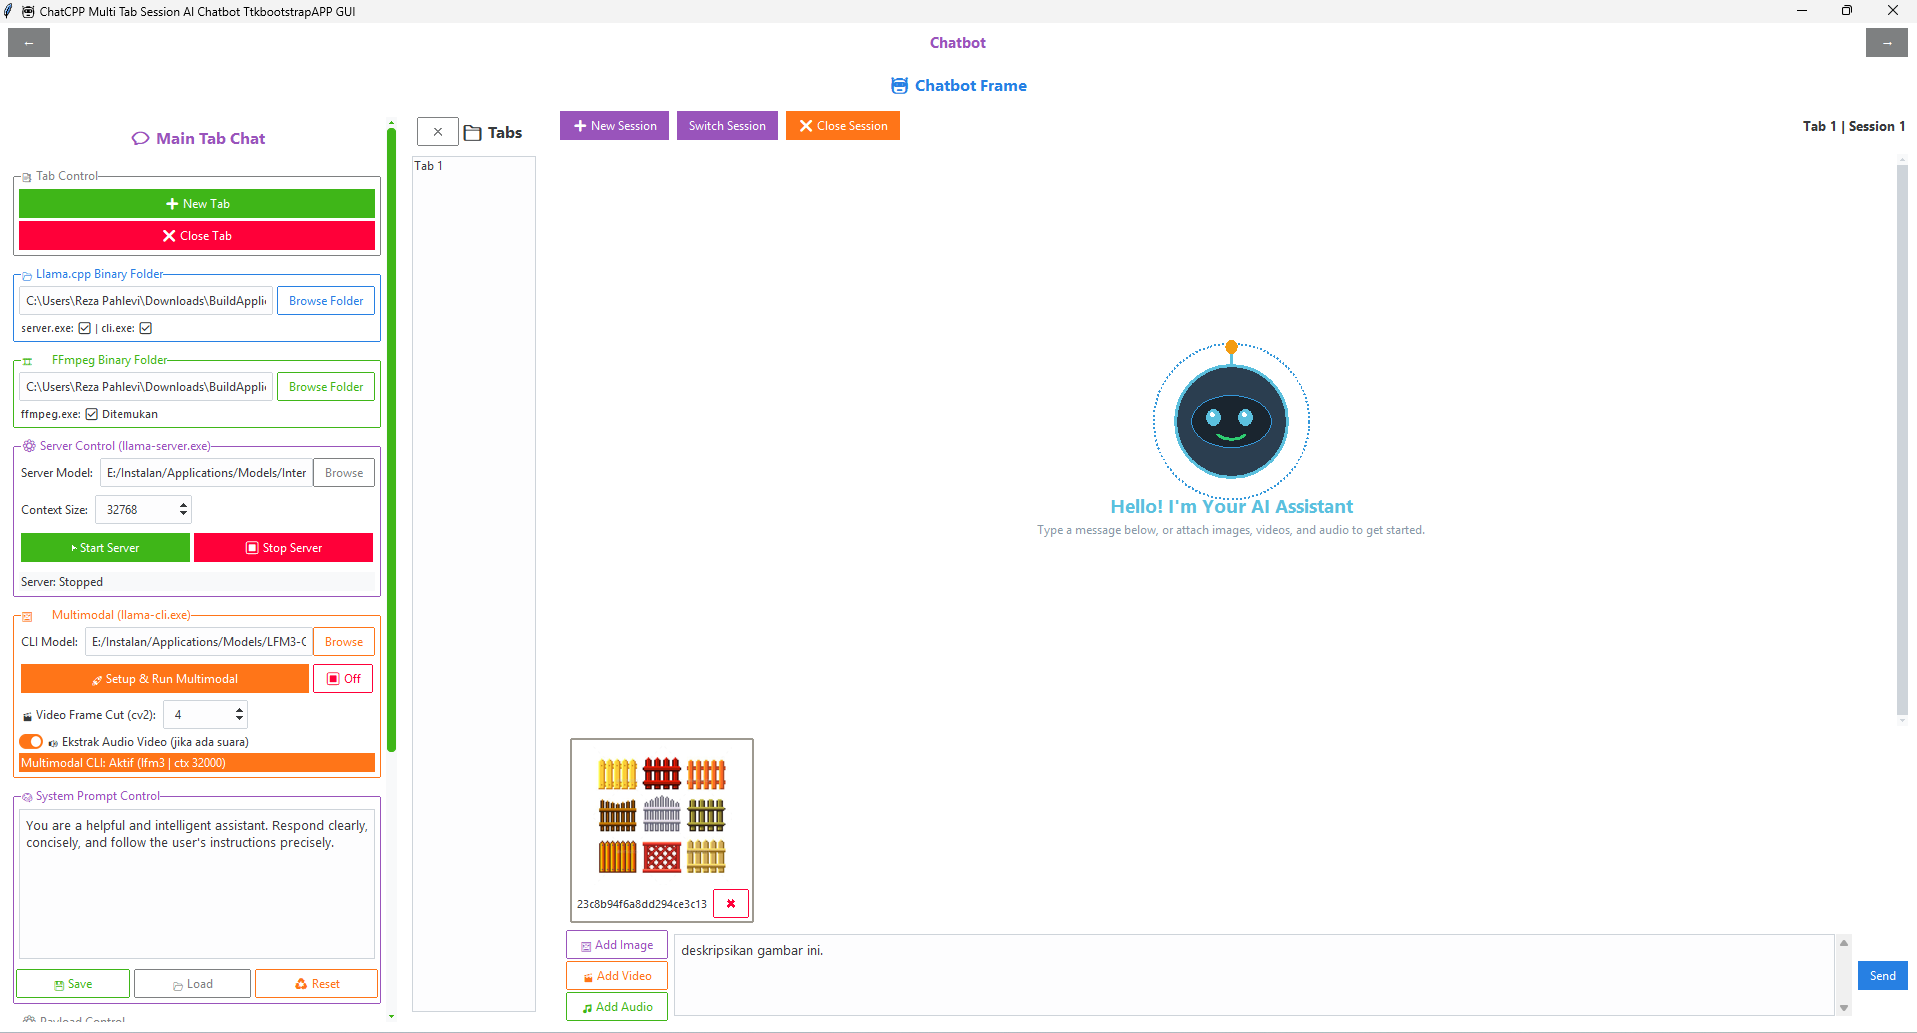 ChatCPP Multi Tab Session AI Chatbot TtkbootstrapAPP GUI
←
Chatbot
→
Chatbot Frame
Main Tab Chat
Tab Control
New Tab
Close Tab
Llama.cpp Binary Folder
C:\Users\Reza Pahlevi\Downloads\BuildAppli
Browse Folder
server.exe: | cli.exe:
FFmpeg Binary Folder
C:\Users\Reza Pahlevi\Downloads\BuildAppli
Browse Folder
ffmpeg.exe: Ditemukan
Server Control (llama-server.exe)
Server Model: E:/Instalan/Applications/Models/Inter
Browse
Context Size: 32768
Start Server
Stop Server
Server: Stopped
Multimodal (llama-cli.exe)
CLI Model: E:/Instalan/Applications/Models/LFM3-C
Browse
Setup & Run Multimodal
Off
Video Frame Cut (cv2): 4
Ekstrak Audio Video (jika ada suara)
Multimodal CLI: Aktif (lfm3 | ctx 32000)
System Prompt Control
You are a helpful and intelligent assistant. Respond clearly,
concisely, and follow the user's instructions precisely.
Save
Load
Reset
Payload Control
Tabs
Tab 1
New Session
Switch Session
Close Session
Tab 1 | Session 1
Hello! I'm Your AI Assistant
Type a message below, or attach images, videos, and audio to get started.
23c8b94f6a8dd294ce3c13
Add Image
Add Video
Add Audio
deskripsikan gambar ini.
Send